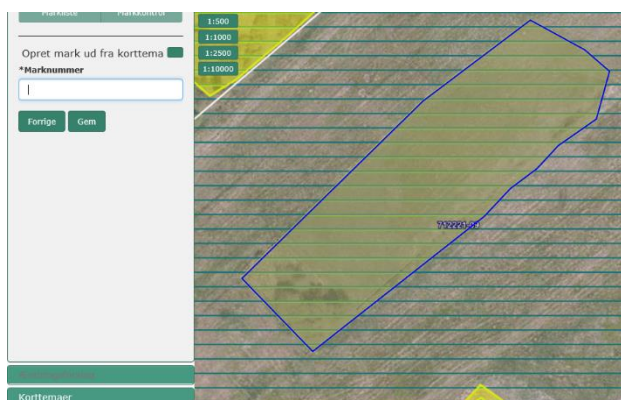 Markliste Markkontrol
Opret mark ud fra korttema
*Marknummer
Forrige Gem
Korttemaer
1:500
1:1000
1:2500
1:10000